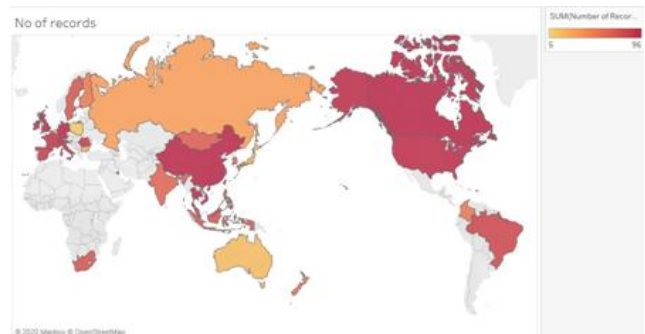 No of records
SUM(Number of Recor...
5
96
© 2020 Mapbox © OpenStreetMap